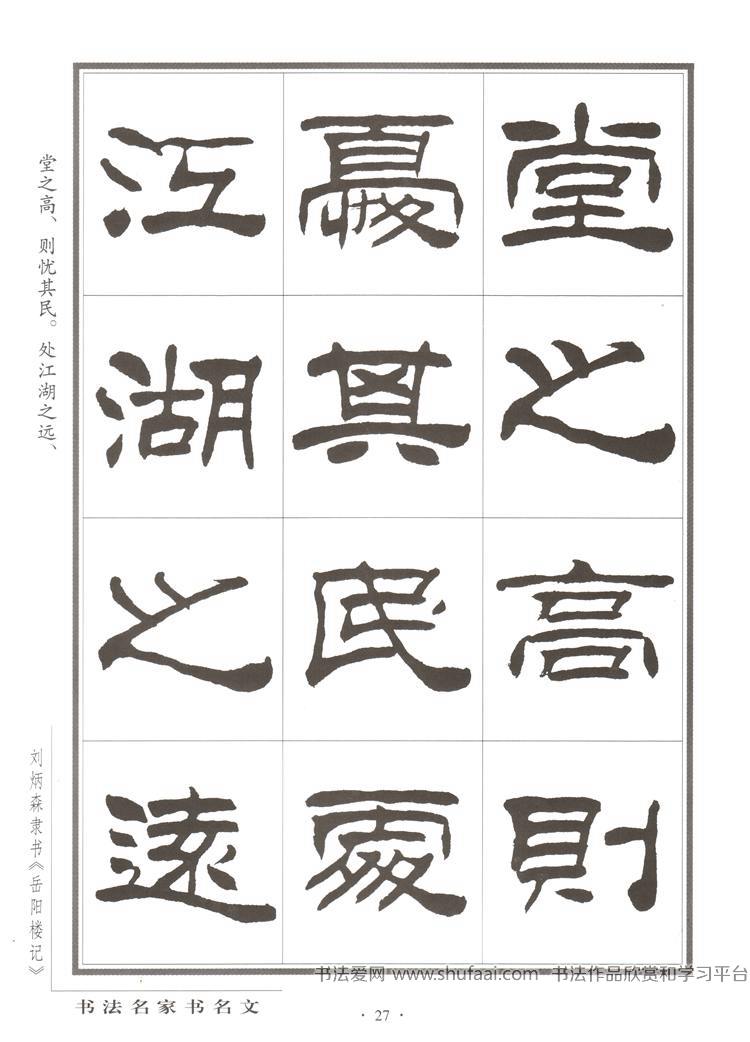 堂之高則
憂其民處
江湖之遠
堂之高、则忧其民。处江湖之远、
刘炳森隶书《岳阳楼记》
书法名家书名文
· 27 ·
书法爱网 www.shufaai.com 书法作品欣赏和学习平台